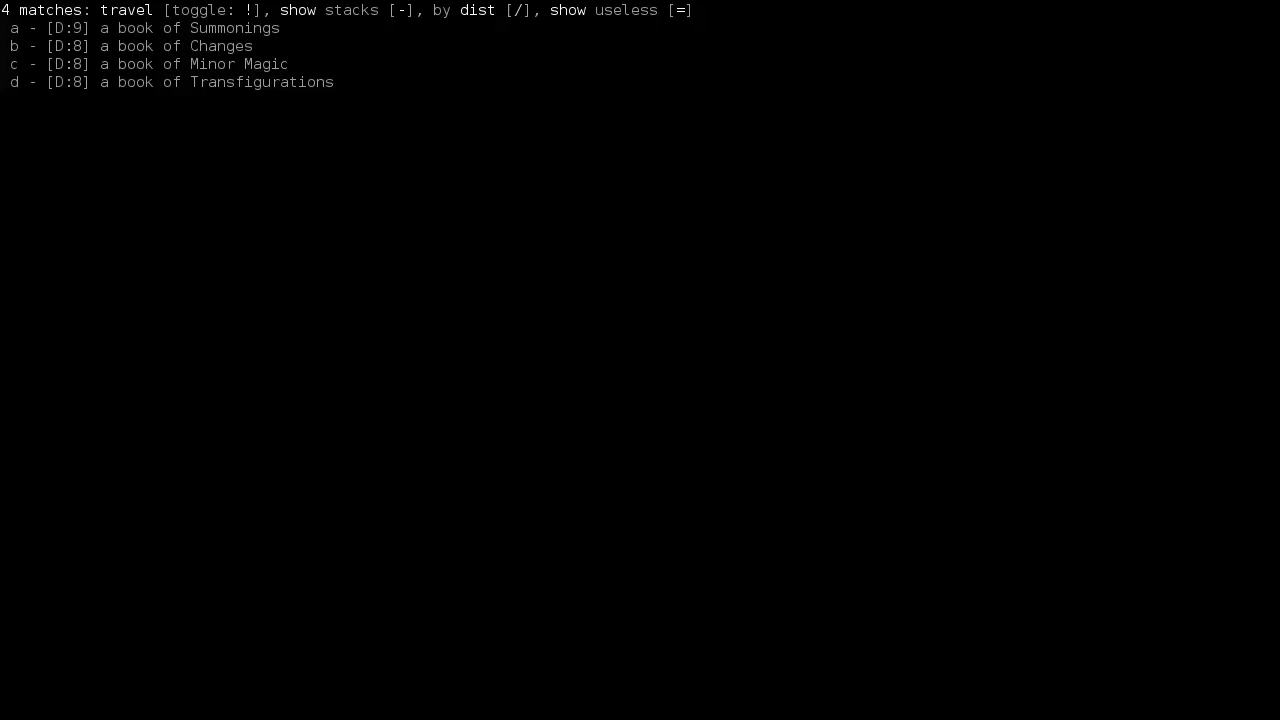 4 matches: travel [toggle: !], show stacks [-], by dist [/], show useless [=]
a - [D:9] a book of Summonings
b - [D:8] a book of Changes
c - [D:8] a book of Minor Magic
d - [D:8] a book of Transfigurations